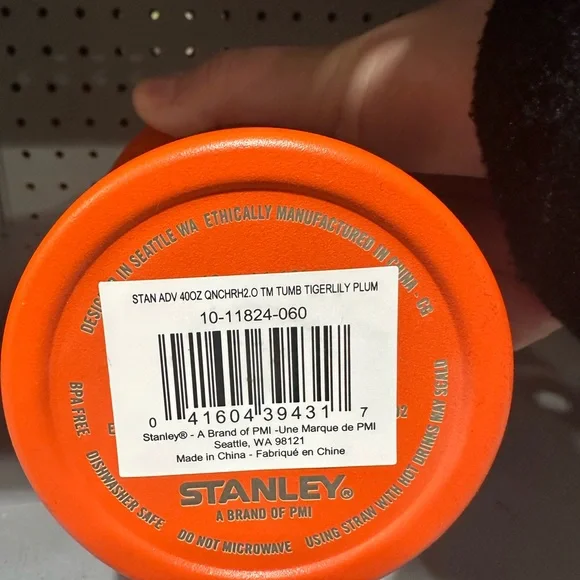 DESIGNED IN SEATTLE WA ETHICALLY MANUFACTURED IN CHINA - CR
STAN ADV 40OZ QNCHRH2.O TM TUMB TIGERLILY PLUM
10-11824-060
0 41604 39431 7
Stanley® - A Brand of PMI -Une Marque de PMI
Seattle, WA 98121
Made in China - Fabriqué en Chine
STANLEY®
A BRAND OF PMI
BPA FREE
DISHWASHER SAFE
DO NOT MICROWAVE
USING STRAW WITH HOT DRINKS MAY SCALD